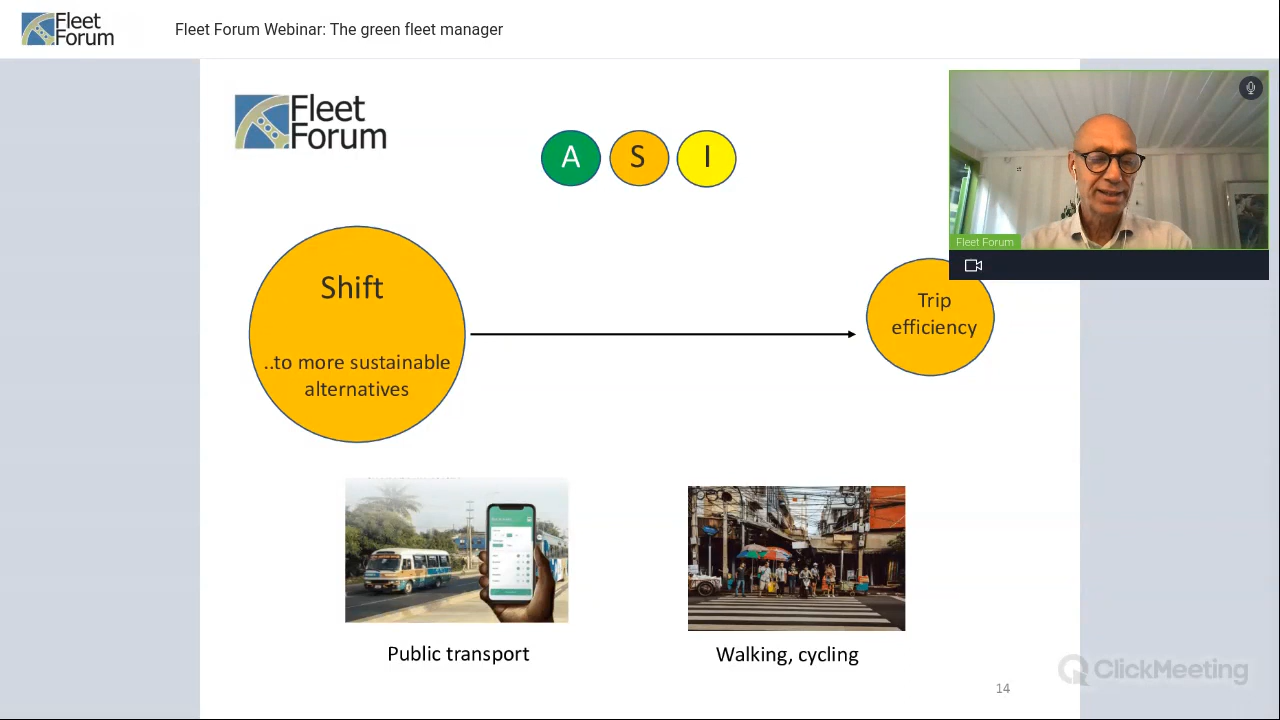 Fleet
Forum
Fleet Forum Webinar: The green fleet manager
Fleet
Forum
A S I
Fleet Forum
Shift
..to more sustainable
alternatives
Trip
efficiency
Public transport
Walking, cycling
14
ClickMeeting